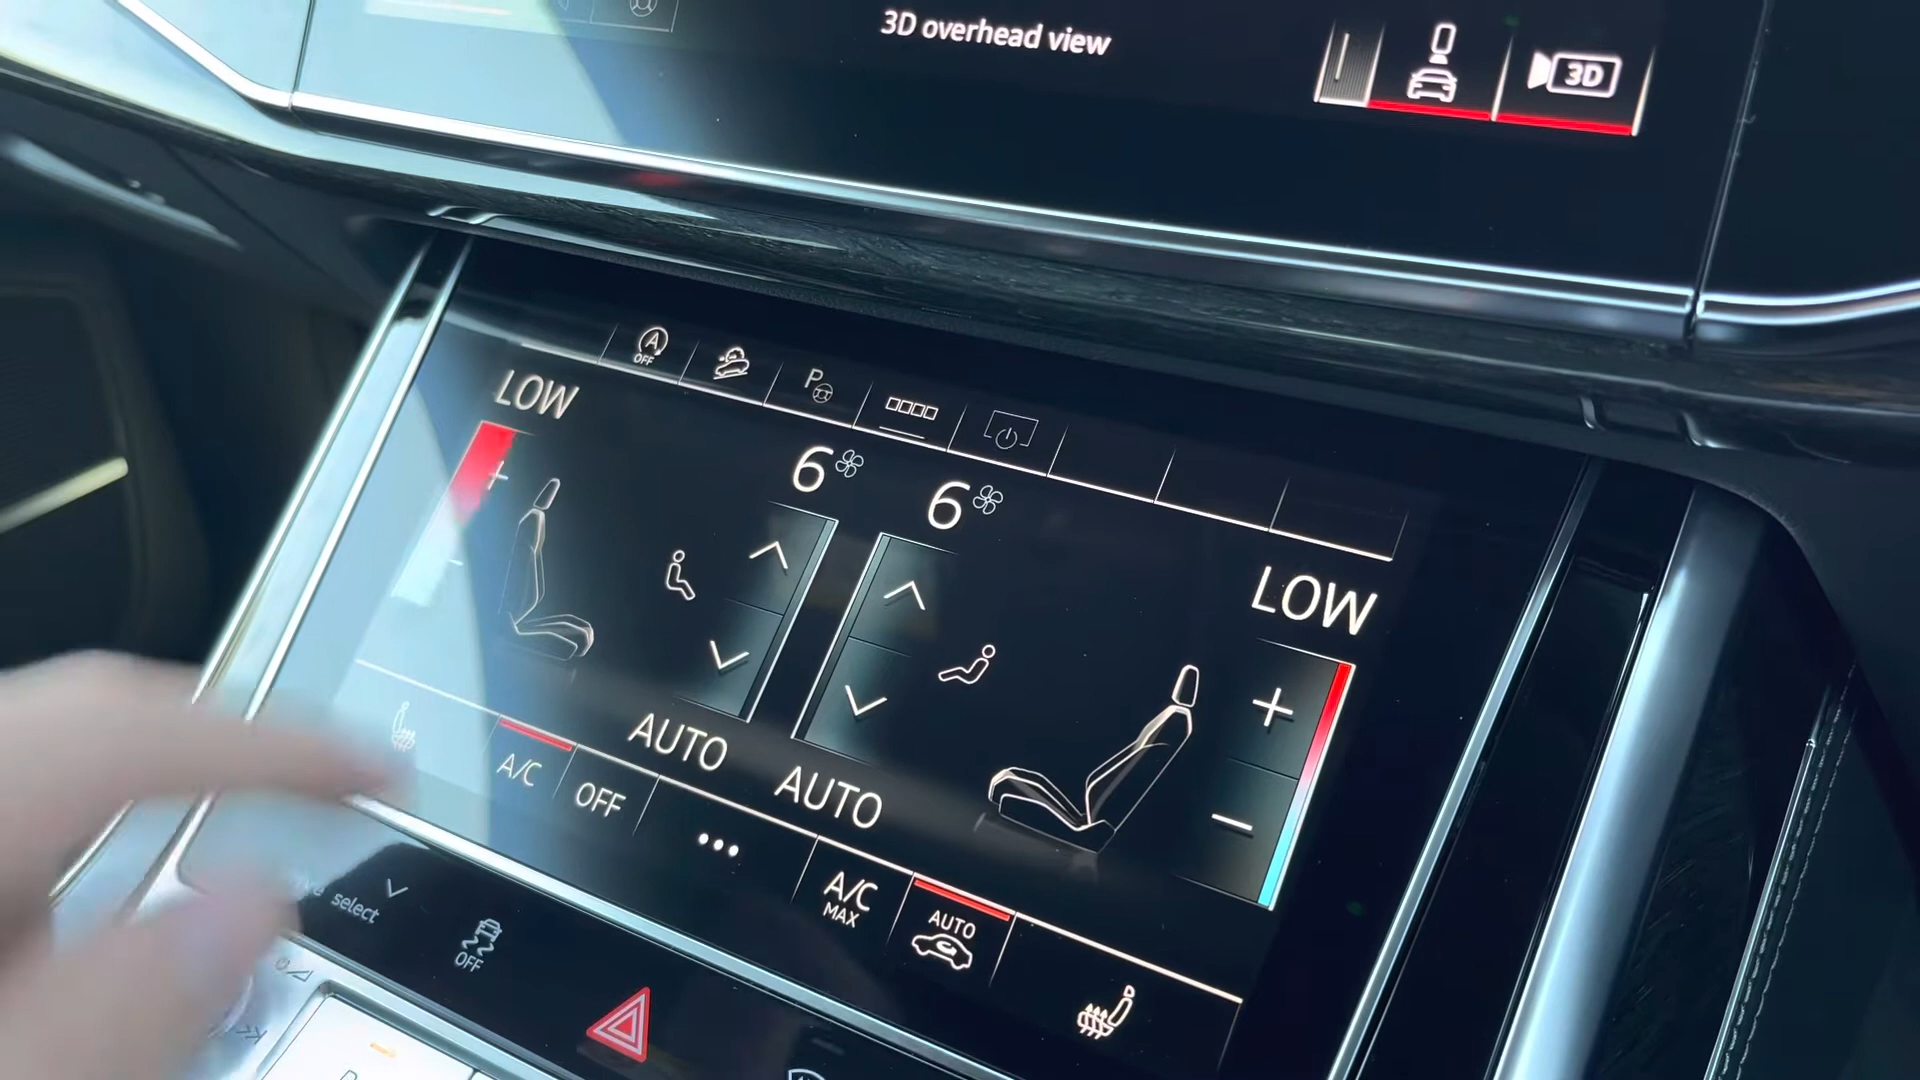 3D overhead view
3D
A
OFF
P
LOW
6
6
LOW
AUTO
AUTO
A/C
OFF
...
A/C
MAX
AUTO
select
OFF